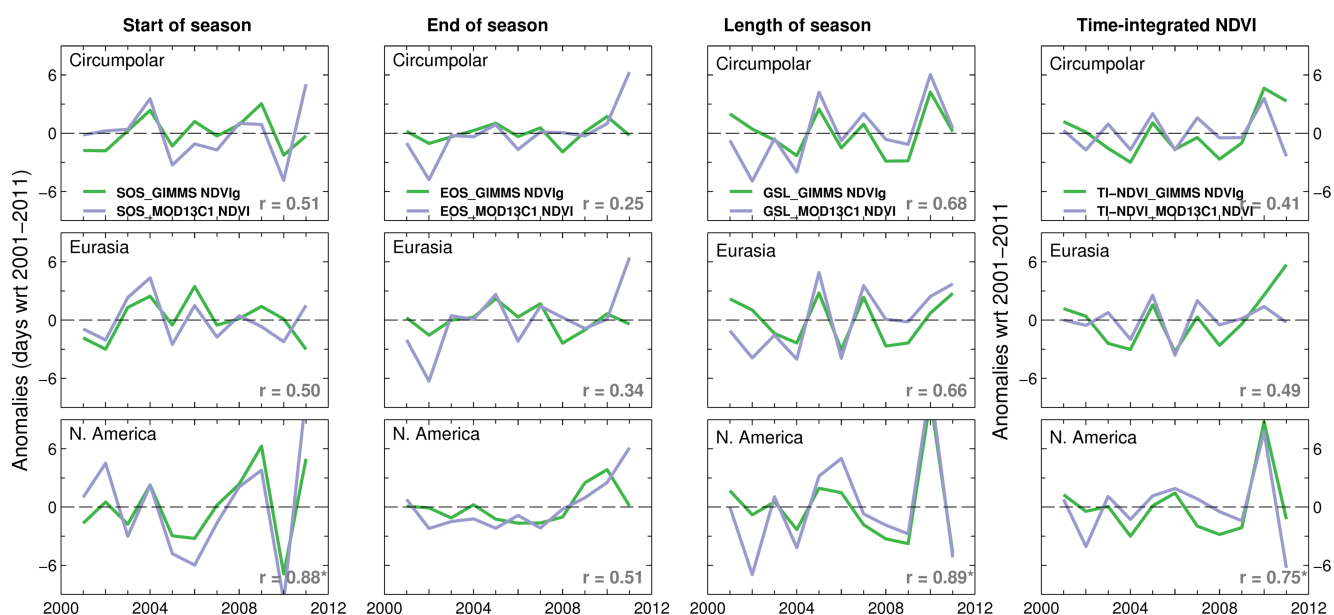 Start of season
End of season
Length of season
Time-integrated NDVI
Anomalies (days wrt 2001–2011)
Anomalies wrt 2001–2011
Circumpolar
6
0
−6
SOS_GIMMS NDVIg
SOS_MOD13C1 NDVI
r = 0.51
Circumpolar
EOS_GIMMS NDVIg
EOS_MOD13C1 NDVI
r = 0.25
Circumpolar
GSL_GIMMS NDVIg
GSL_MOD13C1 NDVI
r = 0.68
Circumpolar
6
0
−6
TI−NDVI_GIMMS NDVIg
TI−NDVI_MOD13C1 NDVI
r = 0.41
Eurasia
6
0
−6
r = 0.50
Eurasia
r = 0.34
Eurasia
r = 0.66
Eurasia
6
0
−6
r = 0.49
N. America
6
0
−6
r = 0.88*
N. America
r = 0.51
N. America
r = 0.89*
N. America
6
0
−6
r = 0.75*
2000 2004 2008 2012
2000 2004 2008 2012
2000 2004 2008 2012
2000 2004 2008 2012